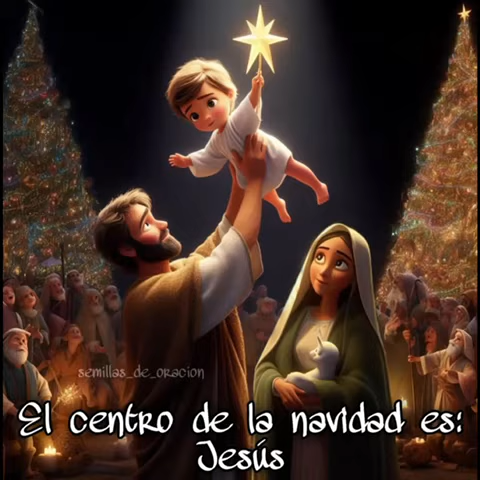 semillas_de_oracion
El centro de la navidad es:
Jesús